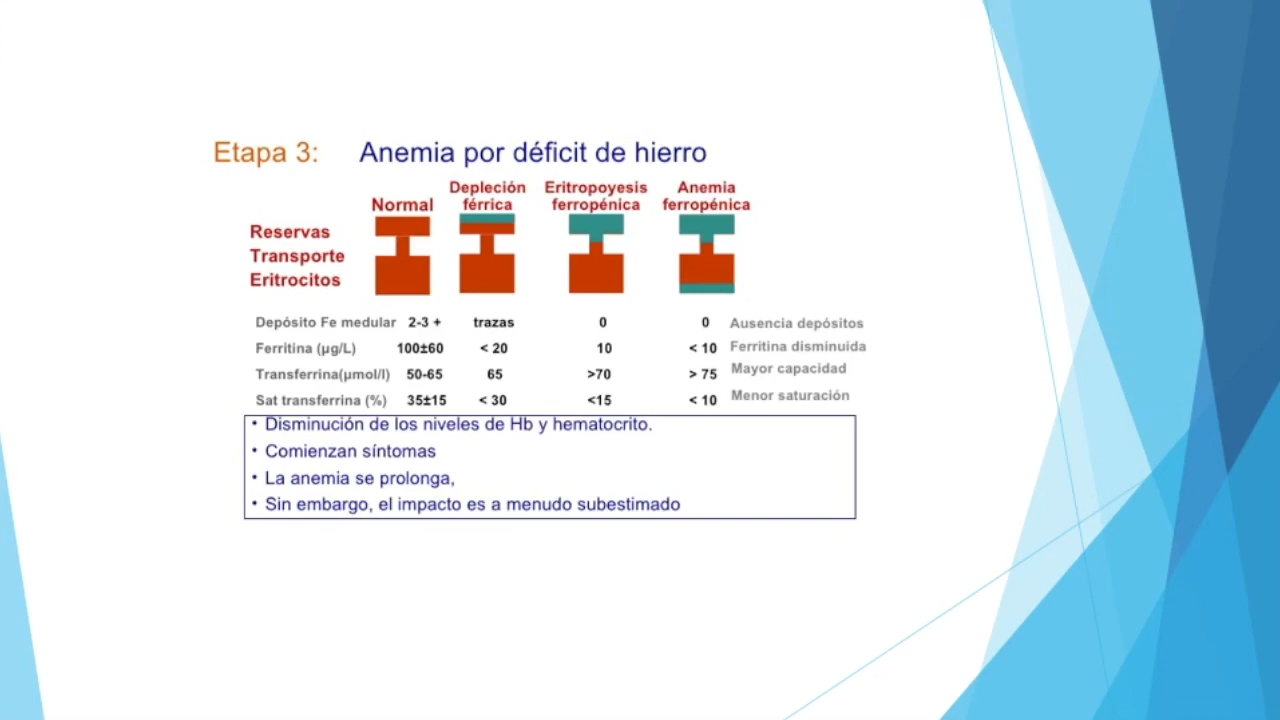 Etapa 3: Anemia por déficit de hierro
Normal Depleción férrica Eritropoyesis ferropénica Anemia ferropénica
Reservas
Transporte
Eritrocitos
Depósito Fe medular 2-3 + trazas 0 0 Ausencia depósitos
Ferritina (µg/L) 100±60 < 20 10 < 10 Ferritina disminuida
Transferrina(µmol/l) 50-65 65 >70 > 75 Mayor capacidad
Sat transferrina (%) 35±15 < 30 <15 < 10 Menor saturación
• Disminución de los niveles de Hb y hematocrito.
• Comienzan síntomas
• La anemia se prolonga,
• Sin embargo, el impacto es a menudo subestimado